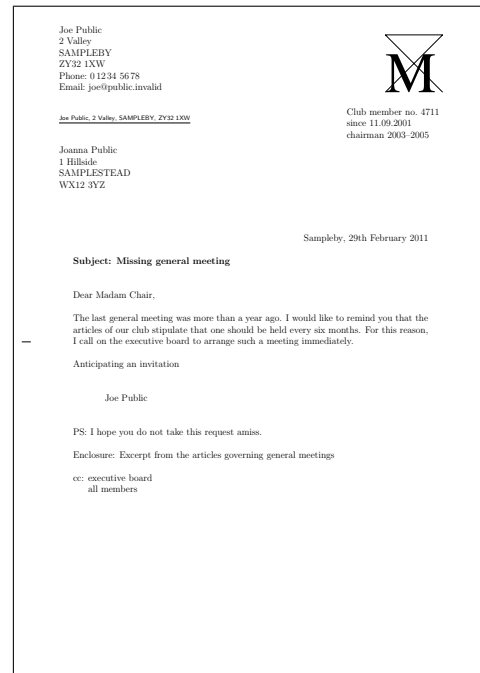 Joe Public
2 Valley
SAMPLEBY
ZY32 1XW
Phone: 0 12 34 56 78
Email: joe@public.invalid
M
Joe Public, 2 Valley, SAMPLEBY, ZY32 1XW
Club member no. 4711
since 11.09.2001
chairman 2003–2005
Joanna Public
1 Hillside
SAMPLESTEAD
WX12 3YZ
Sampleby, 29th February 2011
Subject: Missing general meeting
Dear Madam Chair,
The last general meeting was more than a year ago. I would like to remind you that the
articles of our club stipulate that one should be held every six months. For this reason,
I call on the executive board to arrange such a meeting immediately.
Anticipating an invitation
Joe Public
PS: I hope you do not take this request amiss.
Enclosure: Excerpt from the articles governing general meetings
cc: executive board
all members